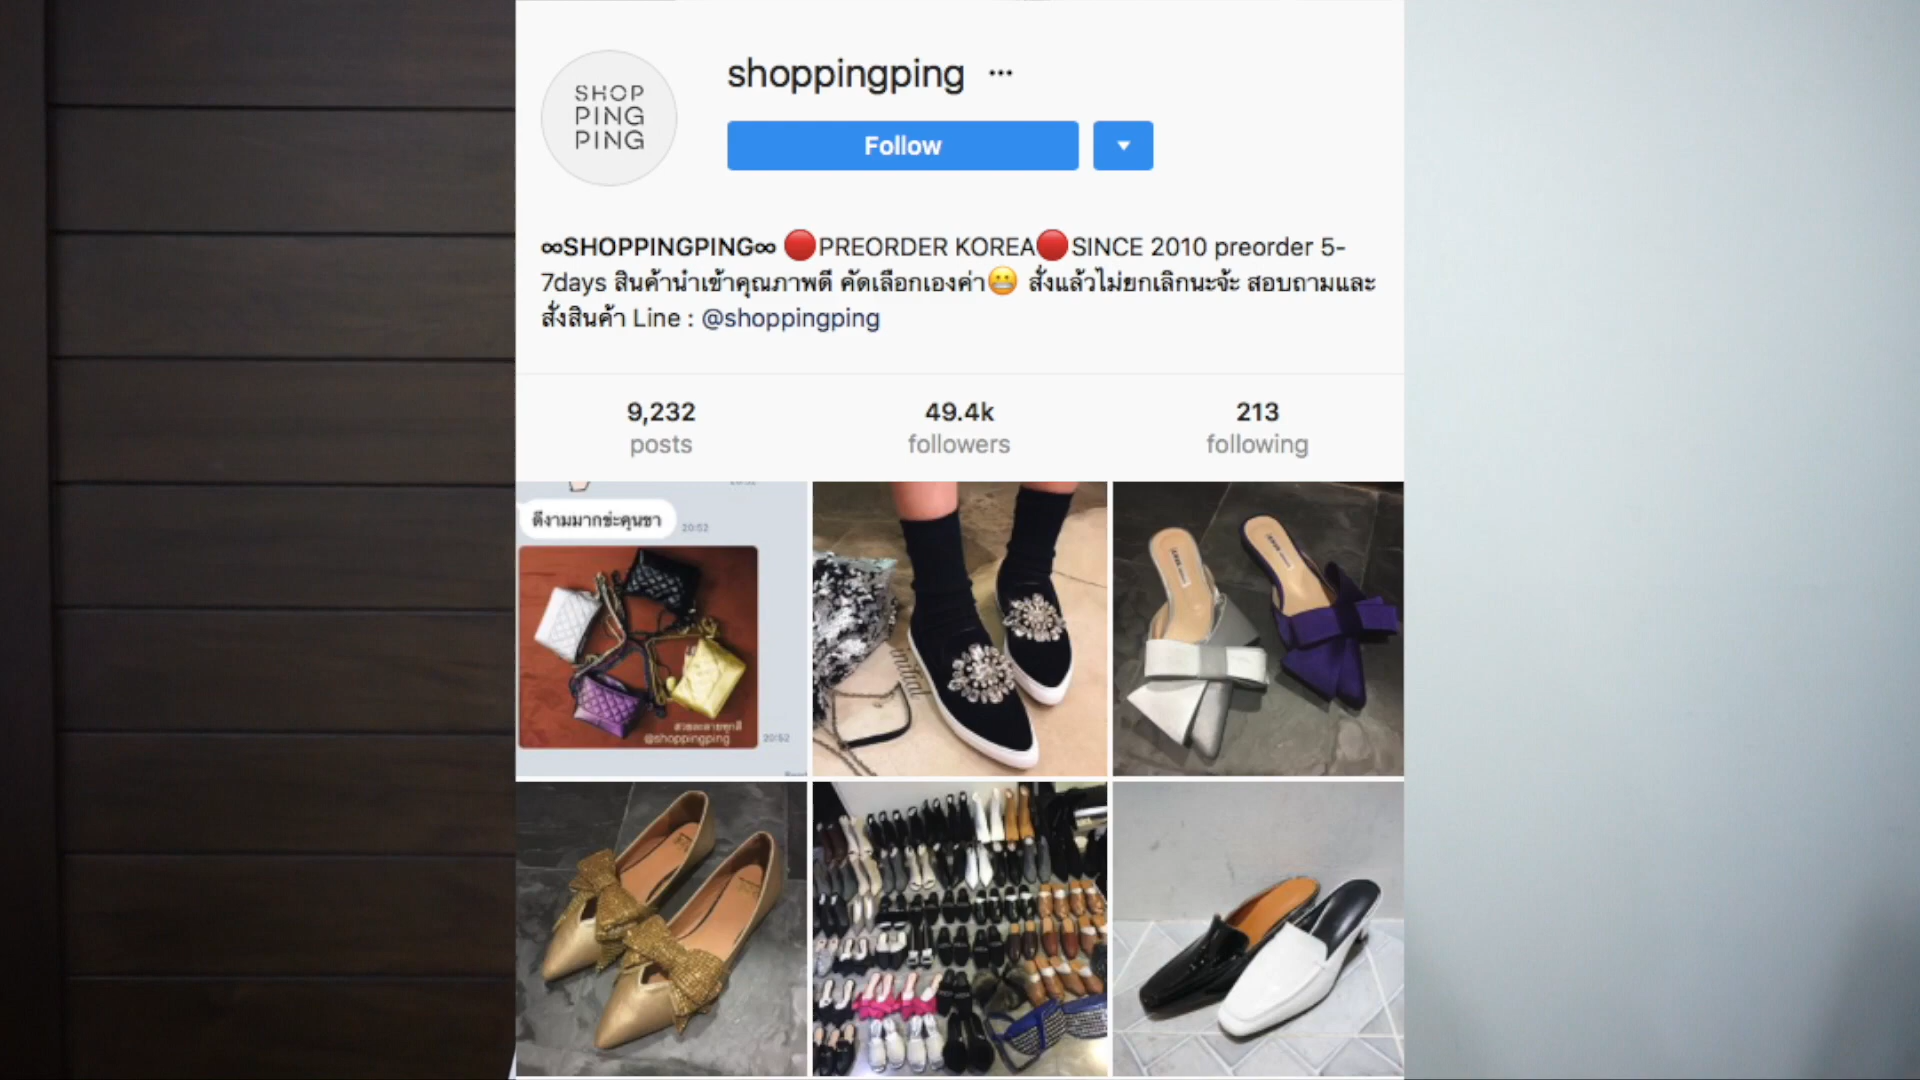 SHOP
PING
PING
shoppingping
Follow
∞SHOPPINGPING∞ 🔴PREORDER KOREA🔴SINCE 2010 preorder 5-
7days สินค้านำเข้าคุณภาพดี คัดเลือกเองค่า😬 สั่งแล้วไม่ยกเลิกนะจ้ะ สอบถามและ
สั่งสินค้า Line : @shoppingping
9,232
posts
49.4k
followers
213
following
ดีงามมากช่ะคุนขา
20:52
@shoppingping
20:52